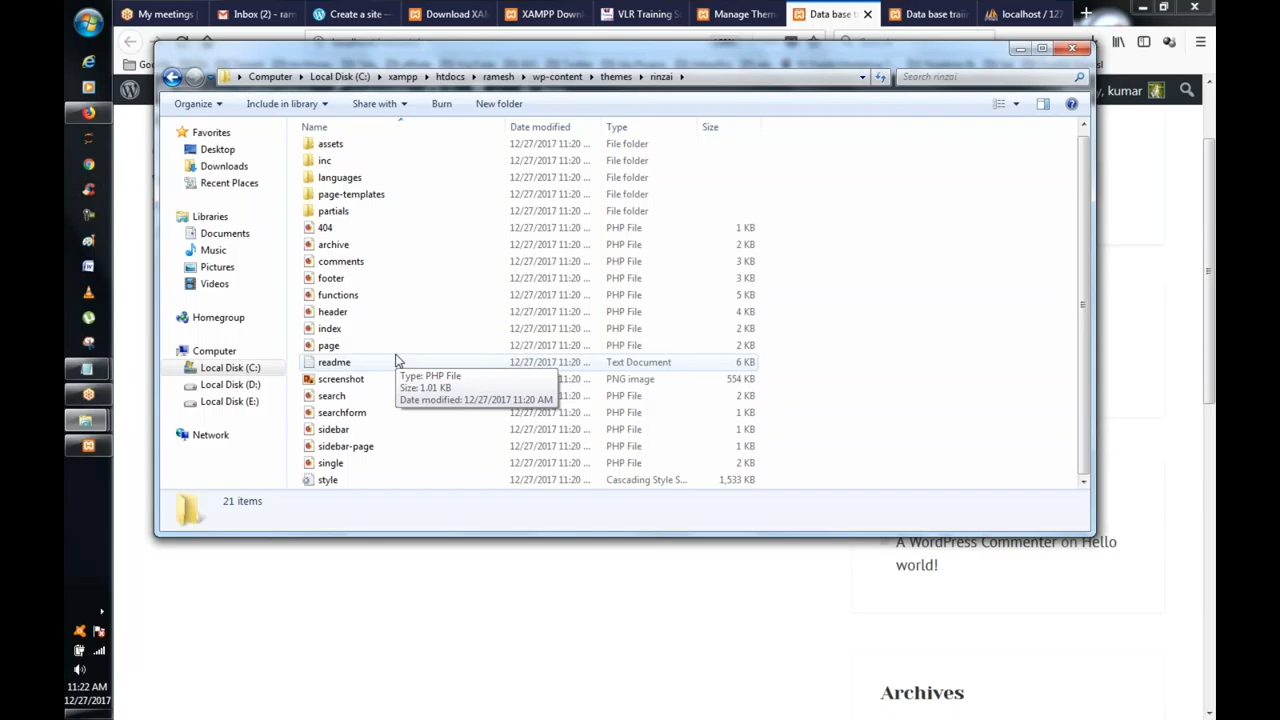 My meetings
Inbox (2) - ram
Create a site —
Download XA
XAMPP Down
VLR Training S
Manage Them
Data base t
Data base train
localhost / 127
Computer
Local Disk (C:)
xampp
htdocs
ramesh
wp-content
themes
rinzai
Search rinzai
Goo
sl
Organize
Include in library
Share with
Burn
New folder
y, kumar
Name Date modified Type Size
Favorites
Desktop
Downloads
Recent Places
Libraries
Documents
Music
Pictures
Videos
Homegroup
Computer
Local Disk (C:)
Local Disk (D:)
Local Disk (E:)
Network
assets 12/27/2017 11:20 ... File folder
inc 12/27/2017 11:20 ... File folder
languages 12/27/2017 11:20 ... File folder
page-templates 12/27/2017 11:20 ... File folder
partials 12/27/2017 11:20 ... File folder
404 12/27/2017 11:20 ... PHP File 1 KB
archive 12/27/2017 11:20 ... PHP File 2 KB
comments 12/27/2017 11:20 ... PHP File 3 KB
footer 12/27/2017 11:20 ... PHP File 3 KB
functions 12/27/2017 11:20 ... PHP File 5 KB
header 12/27/2017 11:20 ... PHP File 4 KB
index 12/27/2017 11:20 ... PHP File 2 KB
page 12/27/2017 11:20 ... PHP File 2 KB
readme 12/27/2017 11:20 ... Text Document 6 KB
screenshot PNG image 554 KB
search PHP File 2 KB
searchform 12/27/2017 11:20 ... PHP File 1 KB
sidebar 12/27/2017 11:20 ... PHP File 1 KB
sidebar-page 12/27/2017 11:20 ... PHP File 1 KB
single 12/27/2017 11:20 ... PHP File 2 KB
style 12/27/2017 11:20 ... Cascading Style S... 1,533 KB
Type: PHP File
Size: 1.01 KB
Date modified: 12/27/2017 11:20 AM
21 items
A WordPress Commenter on Hello
world!
Archives
11:22 AM
12/27/2017